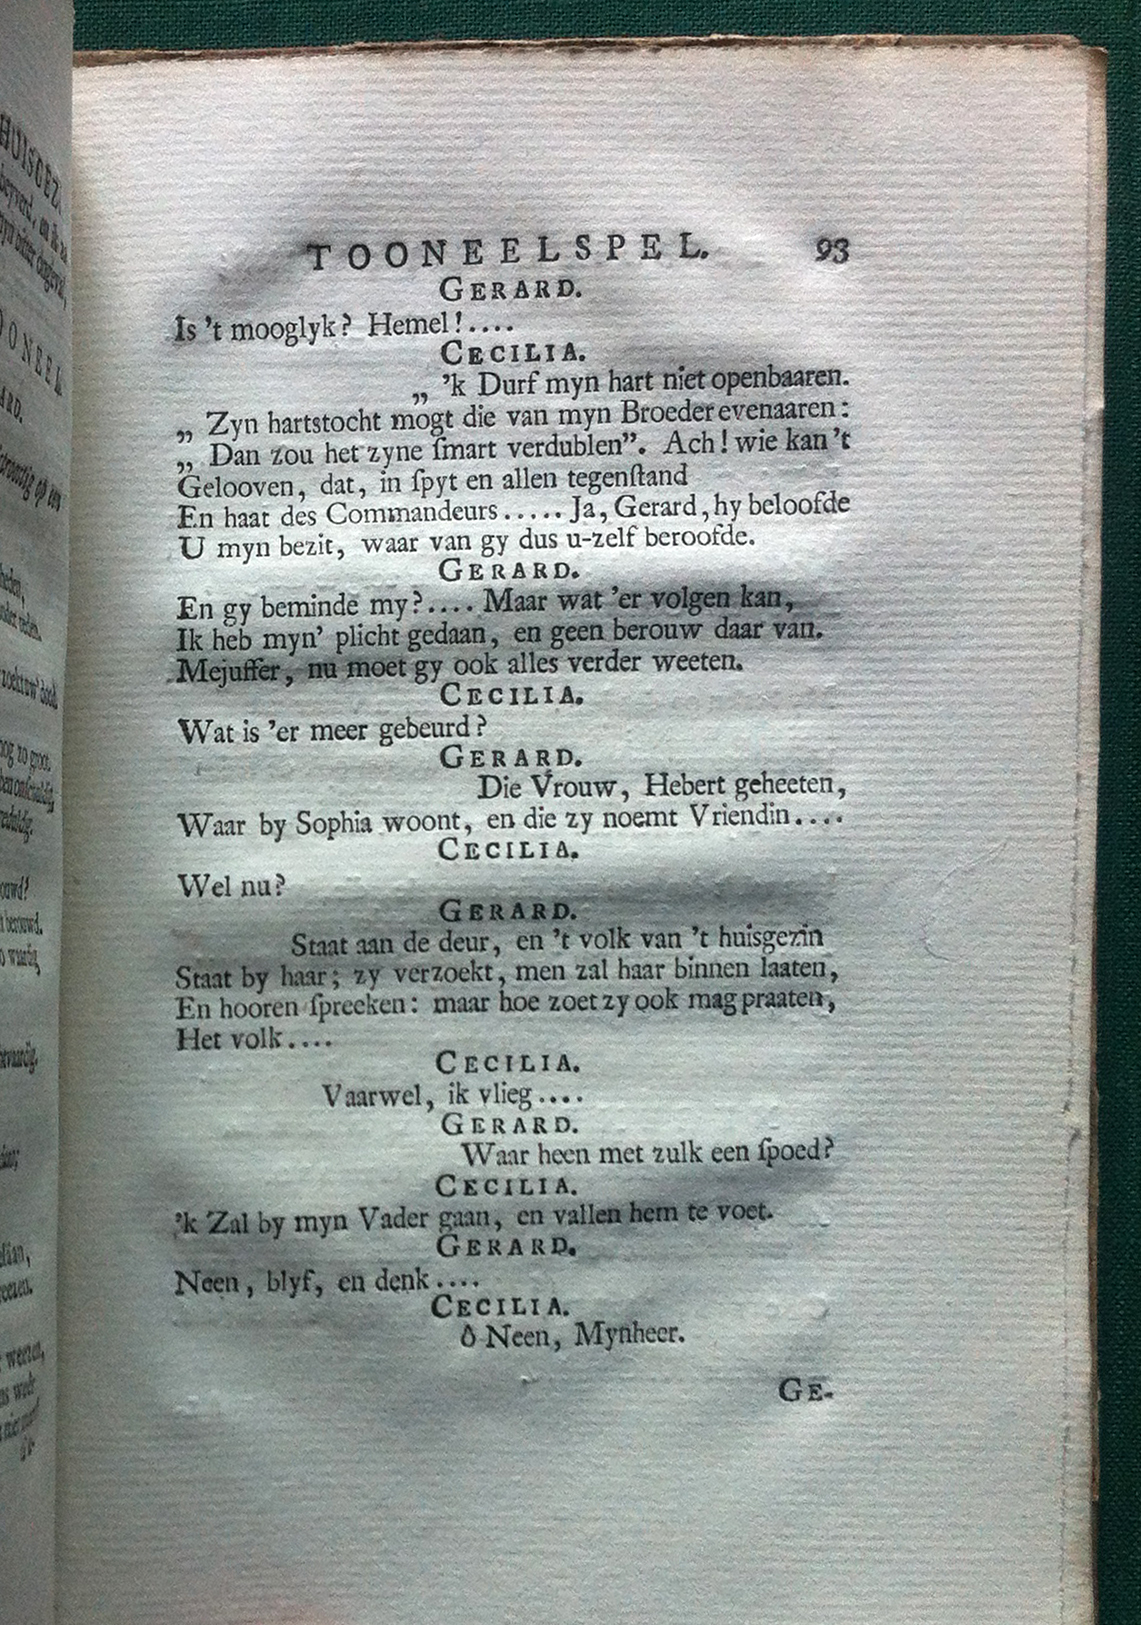 TOONEELSPEL. 93
GERARD.
Is 't mooglyk? Hemel!....
CECILIA.
„ 'k Durf myn hart niet openbaaren.
„ Zyn hartstocht mogt die van myn Broeder evenaaren:
„ Dan zou het zyne ſmart verdublen”. Ach! wie kan 't
Gelooven, dat, in ſpyt en allen tegenſtand
En haat des Commandeurs..... Ja, Gerard, hy beloofde
U myn bezit, waar van gy dus u-zelf beroofde.
GERARD.
En gy beminde my?.... Maar wat 'er volgen kan,
Ik heb myn' plicht gedaan, en geen berouw daar van.
Mejuffer, nu moet gy ook alles verder weeten.
CECILIA.
Wat is 'er meer gebeurd?
GERARD.
Die Vrouw, Hebert geheeten,
Waar by Sophia woont, en die zy noemt Vriendin....
CECILIA.
Wel nu?
GERARD.
Staat aan de deur, en 't volk van 't huisgezin
Staat by haar; zy verzoekt, men zal haar binnen laaten,
En hooren ſpreeken: maar hoe zoet zy ook mag praaten,
Het volk....
CECILIA.
Vaarwel, ik vlieg....
GERARD.
Waar heen met zulk een ſpoed?
CECILIA.
'k Zal by myn Vader gaan, en vallen hem te voet.
GERARD.
Neen, blyf, en denk....
CECILIA.
ô Neen, Mynheer.
GE-